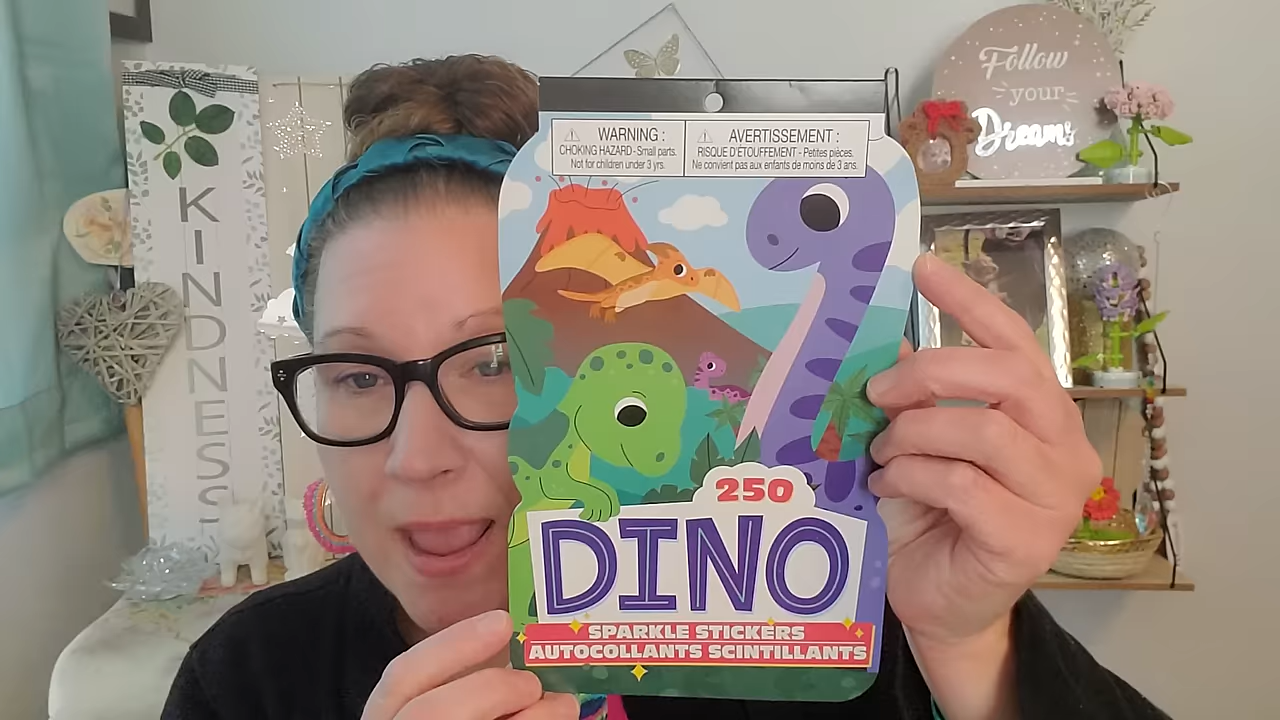 KINDNESS
Follow
your
Dreams
WARNING :
CHOKING HAZARD - Small parts.
Not for children under 3 yrs.
AVERTISSEMENT :
RISQUE D'ÉTOUFFEMENT - Petites pièces.
Ne convient pas aux enfants de moins de 3 ans.
250
DINO
SPARKLE STICKERS
AUTOCOLLANTS SCINTILLANTS